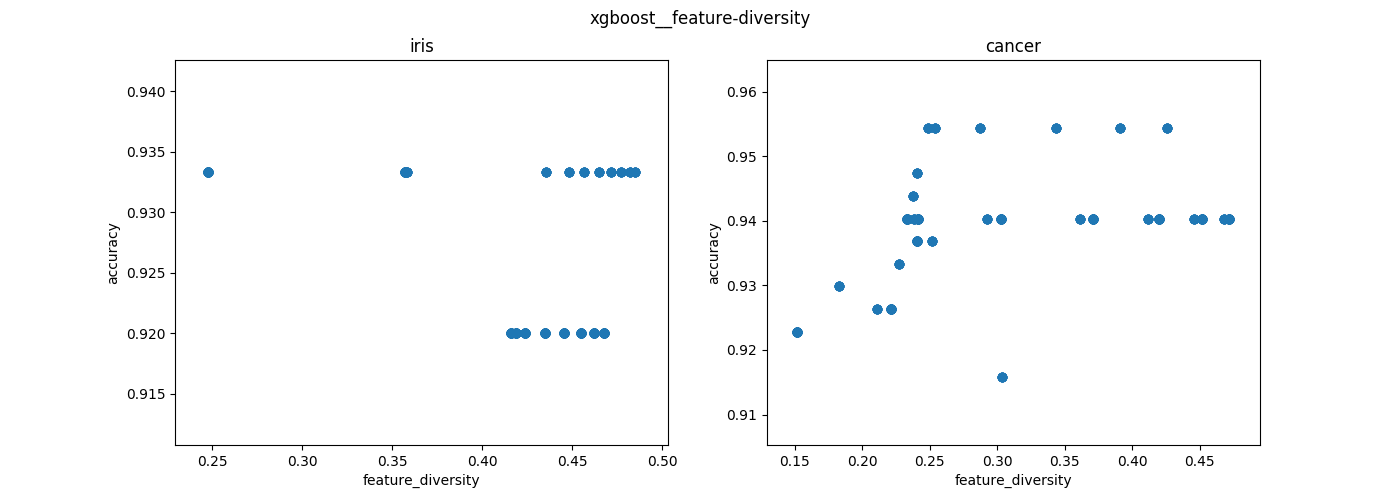 xgboost__feature-diversity
iris
cancer
0.940
0.935
0.930
0.925
0.920
0.915
accuracy
0.25 0.30 0.35 0.40 0.45 0.50
feature_diversity
0.96
0.95
0.94
0.93
0.92
0.91
accuracy
0.15 0.20 0.25 0.30 0.35 0.40 0.45
feature_diversity